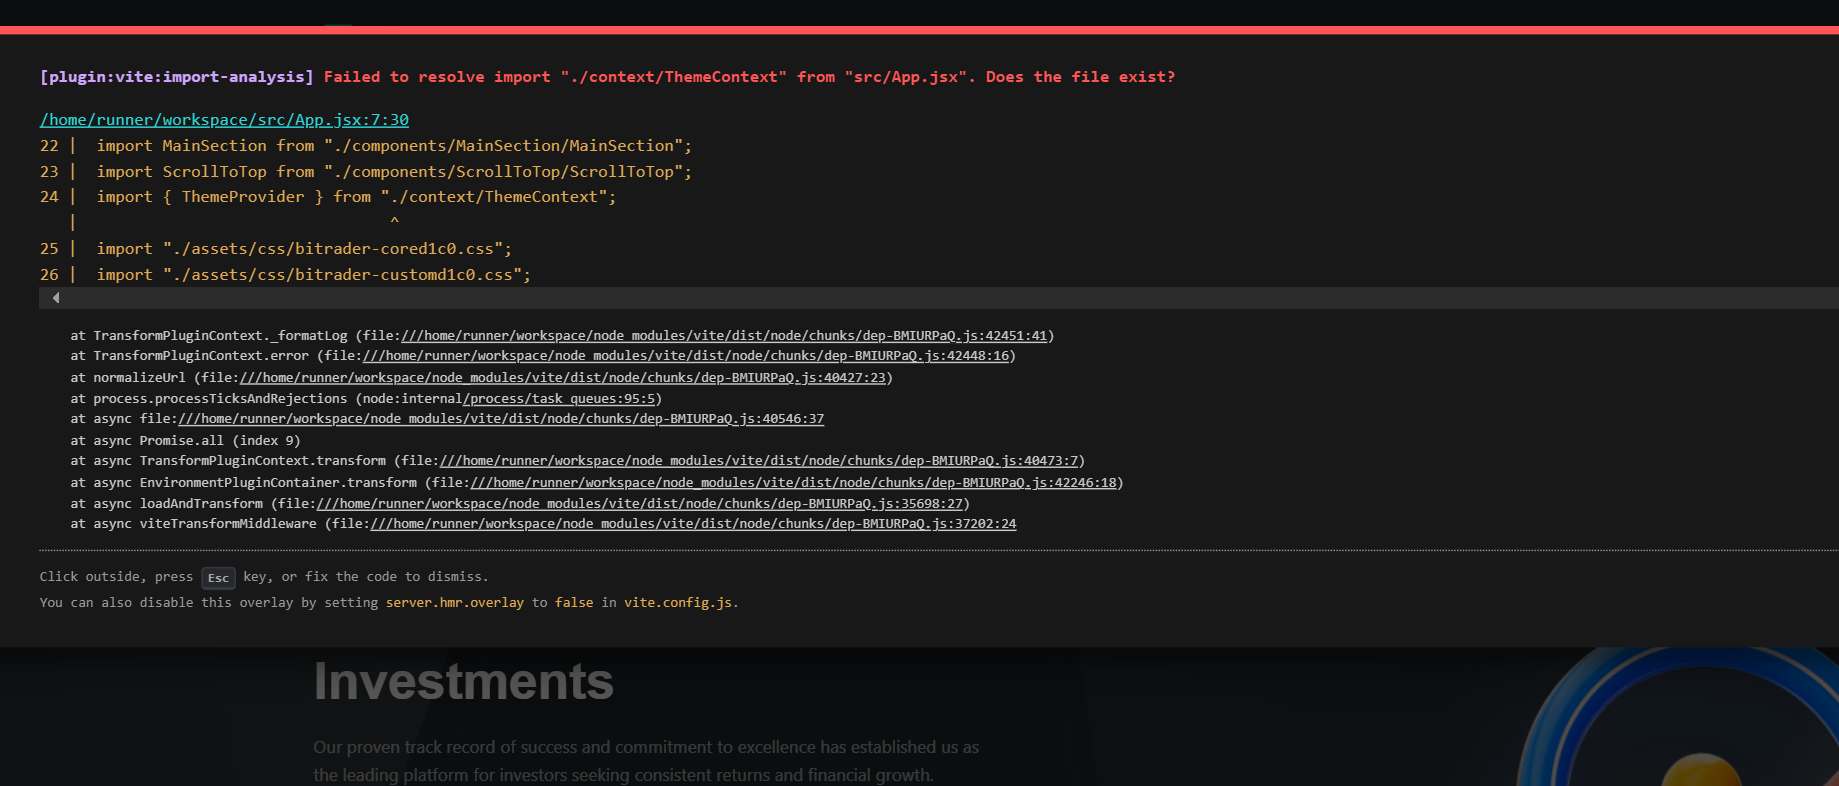 [plugin:vite:import-analysis] Failed to resolve import "./context/ThemeContext" from "src/App.jsx". Does the file exist?
/home/runner/workspace/src/App.jsx:7:30
22 |  import MainSection from "./components/MainSection/MainSection";
23 |  import ScrollToTop from "./components/ScrollToTop/ScrollToTop";
24 |  import { ThemeProvider } from "./context/ThemeContext";
   |                                 ^
25 |  import "./assets/css/bitrader-cored1c0.css";
26 |  import "./assets/css/bitrader-customd1c0.css";
at TransformPluginContext._formatLog (file:///home/runner/workspace/node_modules/vite/dist/node/chunks/dep-BMIURPaQ.js:42451:41)
at TransformPluginContext.error (file:///home/runner/workspace/node_modules/vite/dist/node/chunks/dep-BMIURPaQ.js:42448:16)
at normalizeUrl (file:///home/runner/workspace/node_modules/vite/dist/node/chunks/dep-BMIURPaQ.js:40427:23)
at process.processTicksAndRejections (node:internal/process/task_queues:95:5)
at async file:///home/runner/workspace/node_modules/vite/dist/node/chunks/dep-BMIURPaQ.js:40546:37
at async Promise.all (index 9)
at async TransformPluginContext.transform (file:///home/runner/workspace/node_modules/vite/dist/node/chunks/dep-BMIURPaQ.js:40473:7)
at async EnvironmentPluginContainer.transform (file:///home/runner/workspace/node_modules/vite/dist/node/chunks/dep-BMIURPaQ.js:42246:18)
at async loadAndTransform (file:///home/runner/workspace/node_modules/vite/dist/node/chunks/dep-BMIURPaQ.js:35698:27)
at async viteTransformMiddleware (file:///home/runner/workspace/node_modules/vite/dist/node/chunks/dep-BMIURPaQ.js:37202:24
Click outside, press Esc key, or fix the code to dismiss.
You can also disable this overlay by setting server.hmr.overlay to false in vite.config.js.
Investments
Our proven track record of success and commitment to excellence has established us as
the leading platform for investors seeking consistent returns and financial growth.